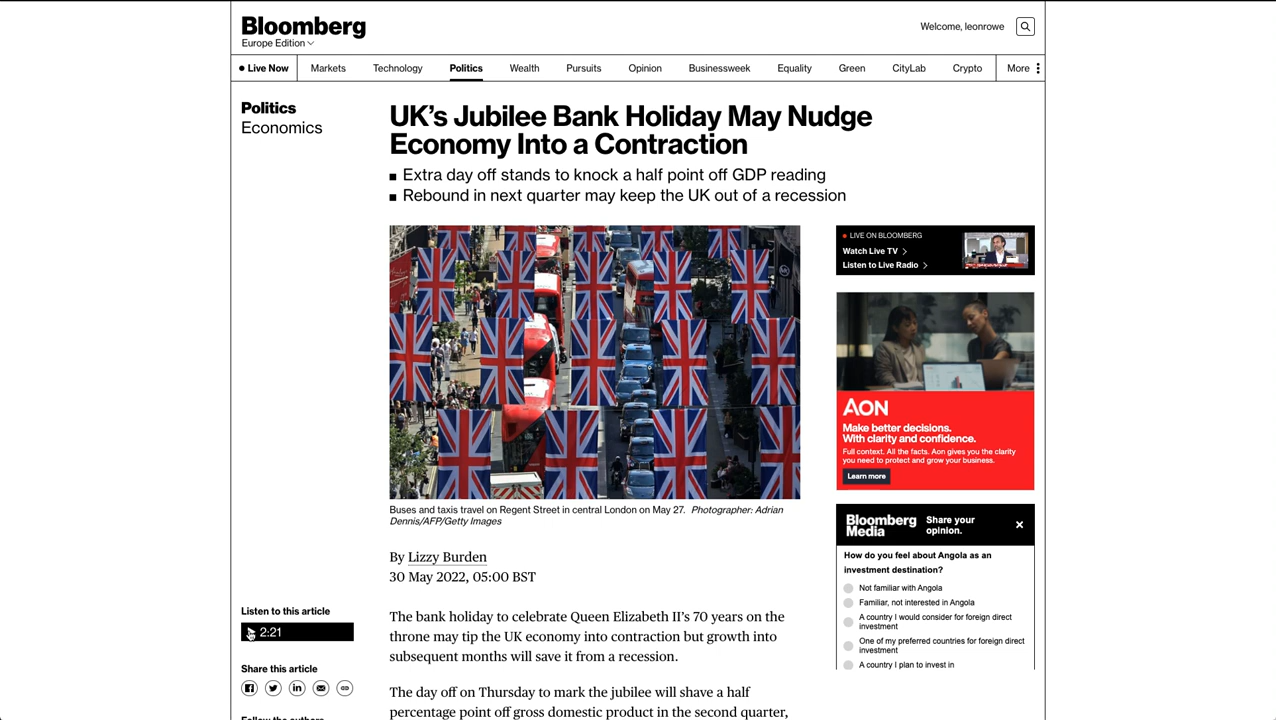 Bloomberg
Europe Edition
Welcome, leonrowe
Live Now
Markets
Technology
Politics
Wealth
Pursuits
Opinion
Businessweek
Equality
Green
CityLab
Crypto
More
Politics
Economics
UK's Jubilee Bank Holiday May Nudge
Economy Into a Contraction
Extra day off stands to knock a half point off GDP reading
Rebound in next quarter may keep the UK out of a recession
Buses and taxis travel on Regent Street in central London on May 27. Photographer: Adrian
Dennis/AFP/Getty Images
By Lizzy Burden
30 May 2022, 05:00 BST
Listen to this article
2:21
Share this article
Follow the authors
The bank holiday to celebrate Queen Elizabeth II's 70 years on the
throne may tip the UK economy into contraction but growth into
subsequent months will save it from a recession.
The day off on Thursday to mark the jubilee will shave a half
percentage point off gross domestic product in the second quarter,
LIVE ON BLOOMBERG
Watch Live TV
Listen to Live Radio
AON
Make better decisions.
With clarity and confidence.
Full context. All the facts. Aon gives you the clarity
you need to protect and grow your business.
Learn more
Bloomberg
Media
Share your
opinion.
How do you feel about Angola as an
investment destination?
Not familiar with Angola
Familiar, not interested in Angola
A country I would consider for foreign direct
investment
One of my preferred countries for foreign direct
investment
A country I plan to invest in